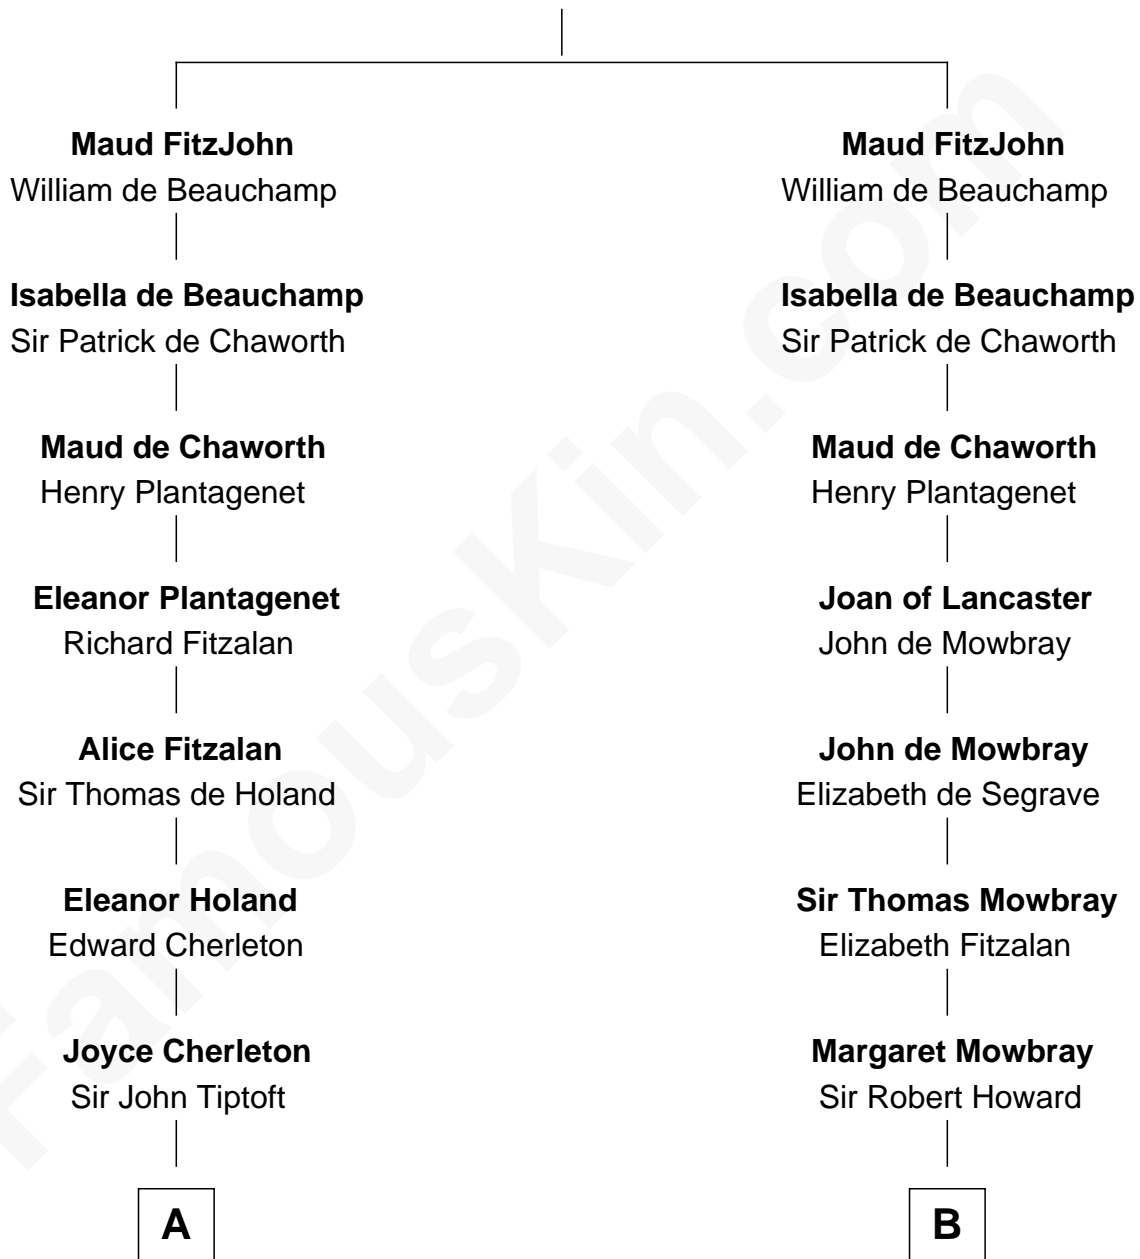 Maud FitzJohn
William de Beauchamp
Isabella de Beauchamp
Sir Patrick de Chaworth
Maud de Chaworth
Henry Plantagenet
Eleanor Plantagenet
Richard Fitzalan
Alice Fitzalan
Sir Thomas de Holand
Eleanor Holand
Edward Cherleton
Joyce Cherleton
Sir John Tiptoft
A
Maud FitzJohn
William de Beauchamp
Isabella de Beauchamp
Sir Patrick de Chaworth
Maud de Chaworth
Henry Plantagenet
Joan of Lancaster
John de Mowbray
John de Mowbray
Elizabeth de Segrave
Sir Thomas Mowbray
Elizabeth Fitzalan
Margaret Mowbray
Sir Robert Howard
B
FamousKin.com